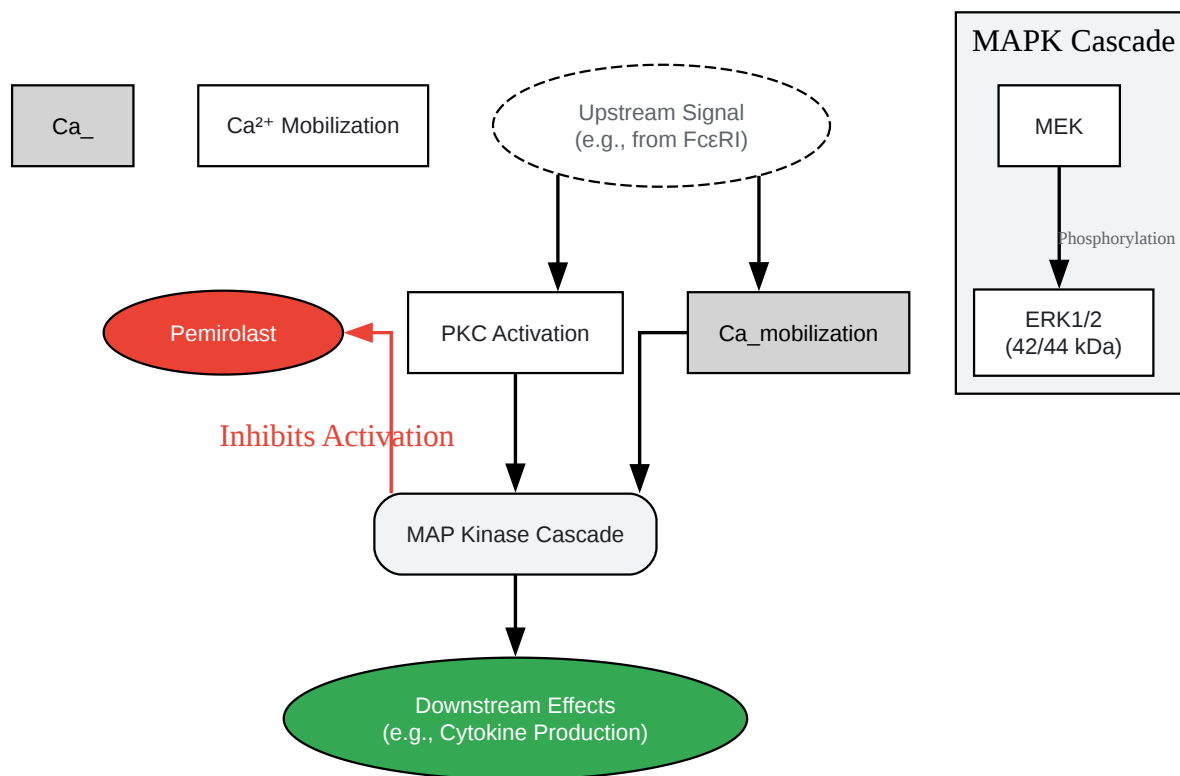 MAPK Cascade
Ca_
Ca²⁺ Mobilization
Upstream Signal
(e.g., from FcεRI)
MEK
Phosphorylation
Pemirolast
PKC Activation
Ca_mobilization
ERK1/2
(42/44 kDa)
Inhibits Activation
MAP Kinase Cascade
Downstream Effects
(e.g., Cytokine Production)